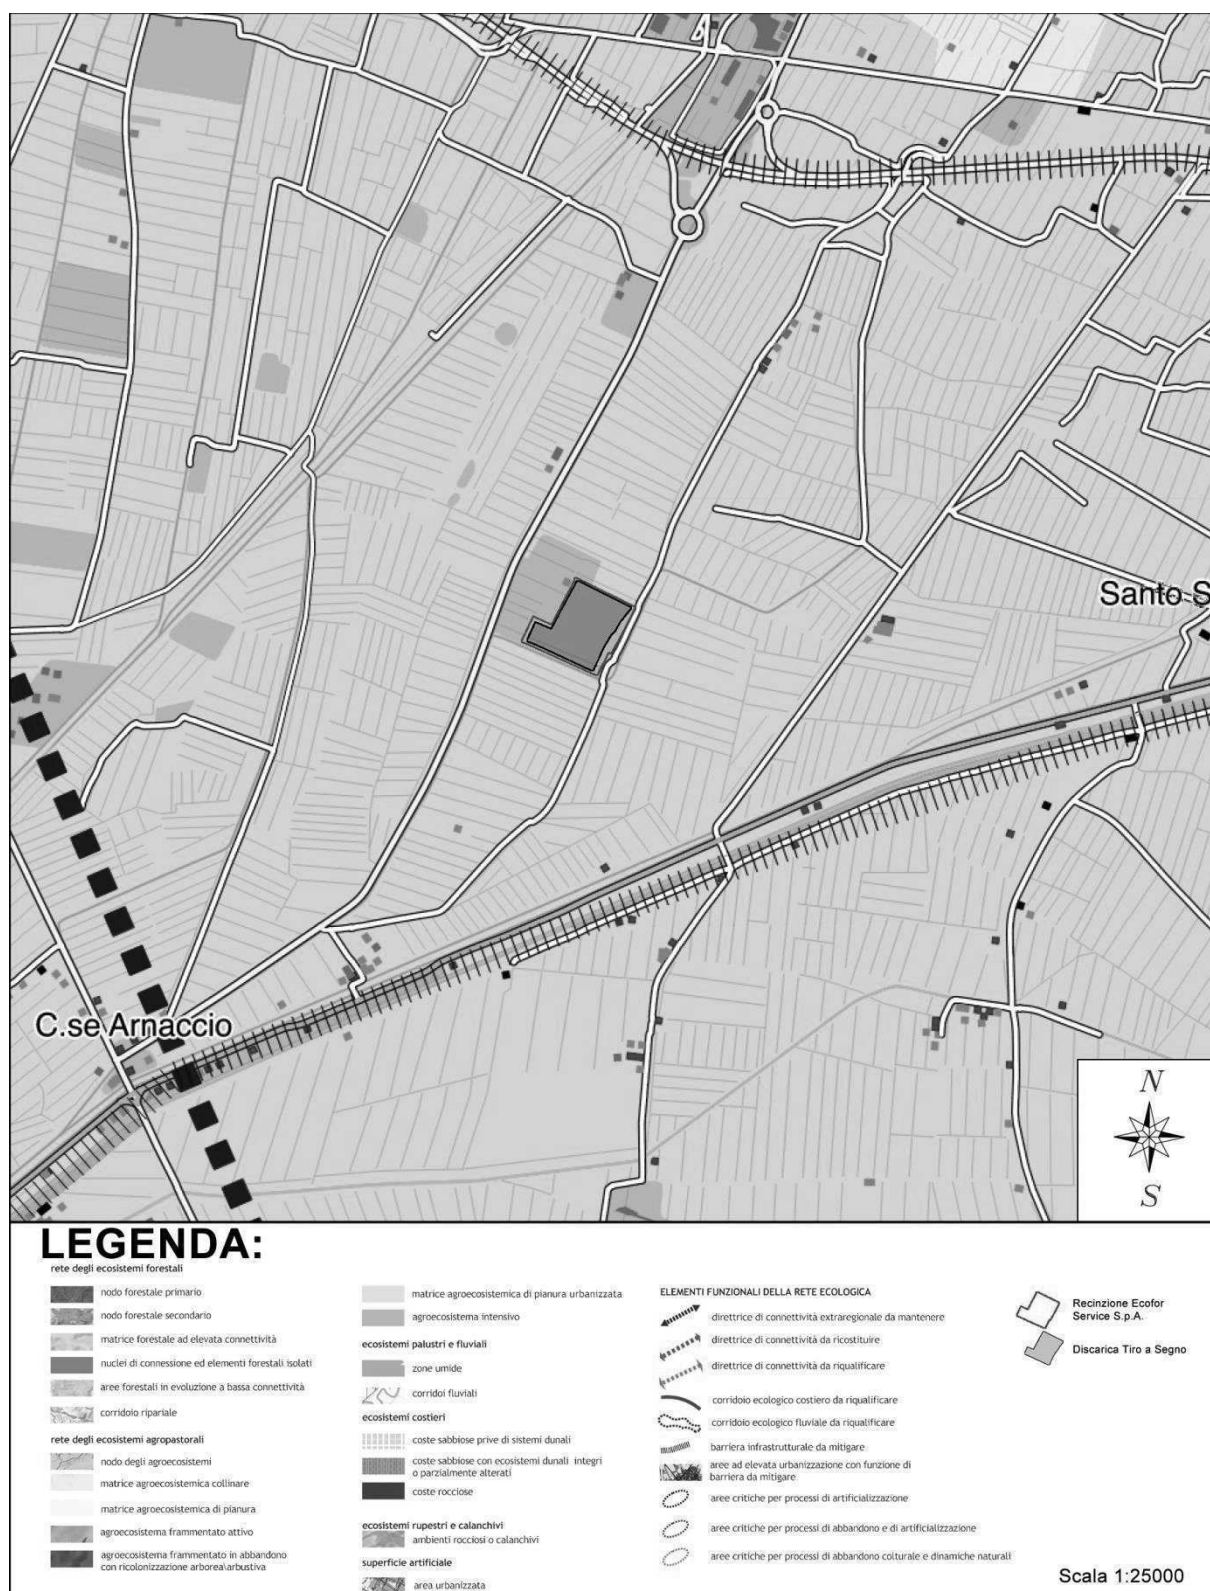 Santo S
C.se Arnaccio
N
S
LEGENDA:
rete degli ecosistemi forestali
nodo forestale primario
nodo forestale secondario
matrice forestale ad elevata connettività
nuclei di connessione ed elementi forestali isolati
aree forestali in evoluzione a bassa connettività
corridoio ripariale
rete degli ecosistemi agropastorali
nodo degli agroecosistemi
matrice agroecosistemica collinare
matrice agroecosistemica di pianura
agroecosistema frammentato attivo
agroecosistema frammentato in abbandono
con ricolonizzazione arborea\arbustiva
matrice agroecosistemica di pianura urbanizzata
agroecosistema intensivo
ecosistemi palustri e fluviali
zone umide
corridoi fluviali
ecosistemi costieri
coste sabbiose prive di sistemi dunali
coste sabbiose con ecosistemi dunali integri
o parzialmente alterati
coste rocciose
ecosistemi rupestri e calanchivi
ambienti rocciosi o calanchivi
superficie artificiale
area urbanizzata
ELEMENTI FUNZIONALI DELLA RETE ECOLOGICA
direttrice di connettività extraregionale da mantenere
direttrice di connettività da ricostituire
direttrice di connettività da riqualificare
corridoio ecologico costiero da riqualificare
corridoio ecologico fluviale da riqualificare
barriera infrastrutturale da mitigare
aree ad elevata urbanizzazione con funzione di
barriera da mitigare
aree critiche per processi di artificializzazione
aree critiche per processi di abbandono e di artificializzazione
aree critiche per processi di abbandono colturale e dinamiche naturali
Recinzione Ecofor
Service S.p.A.
Discarica Tiro a Segno
Scala 1:25000